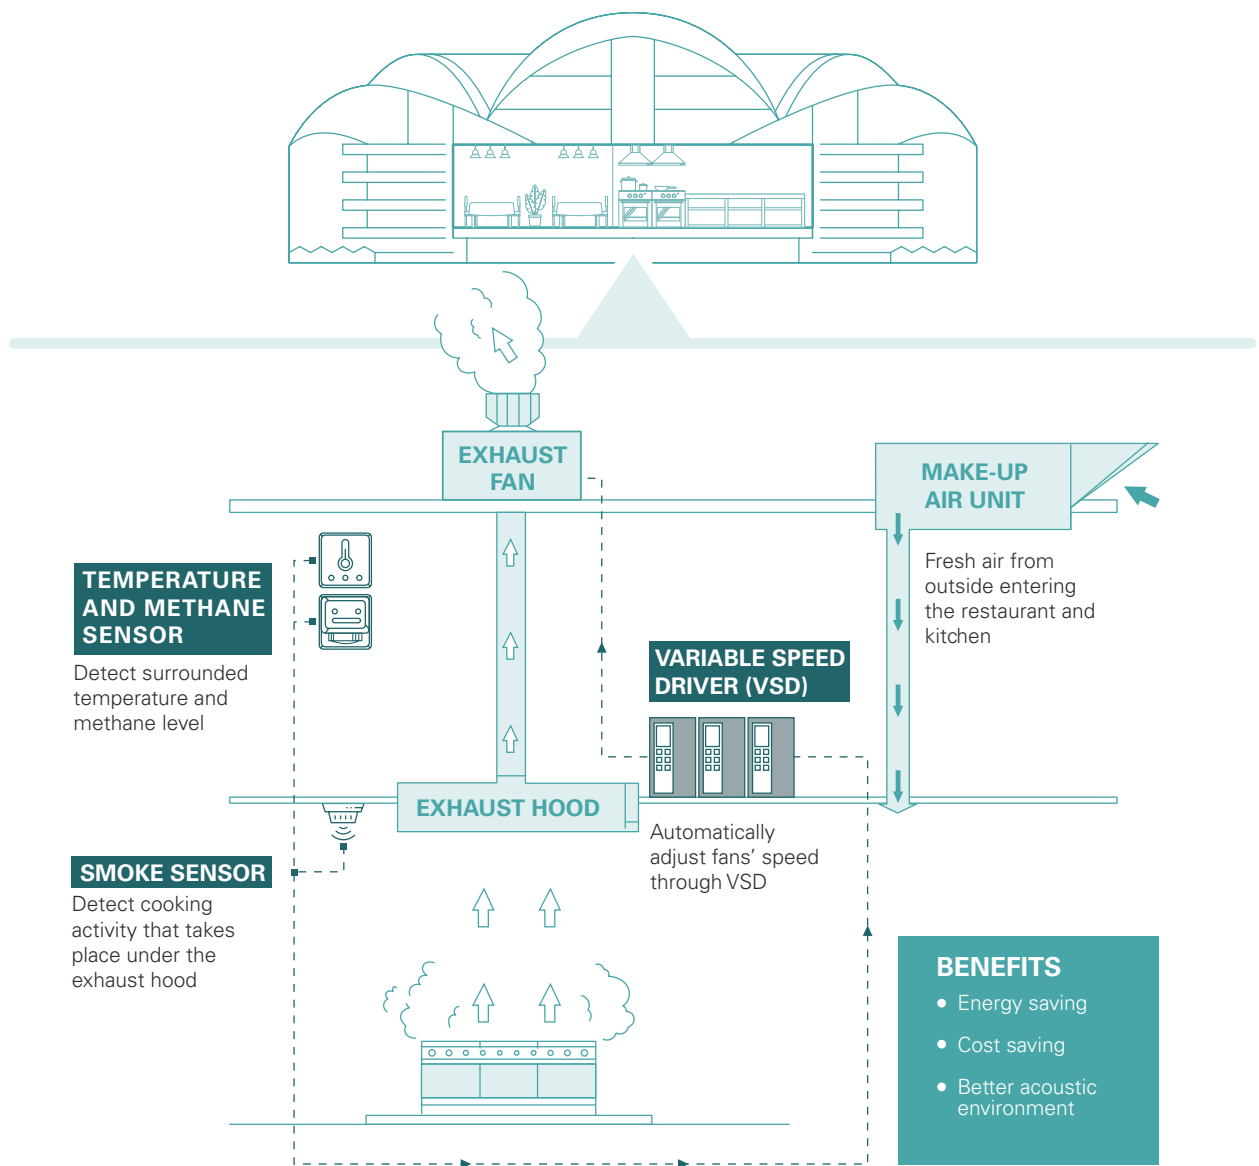 EXHAUST
FAN
MAKE-UP
AIR UNIT
Fresh air from
outside entering
the restaurant and
kitchen
TEMPERATURE
AND METHANE
SENSOR
Detect surrounded
temperature and
methane level
VARIABLE SPEED
DRIVER (VSD)
EXHAUST HOOD
Automatically
adjust fans' speed
through VSD
SMOKE SENSOR
Detect cooking
activity that takes
place under the
exhaust hood
BENEFITS
• Energy saving
• Cost saving
• Better acoustic
environment